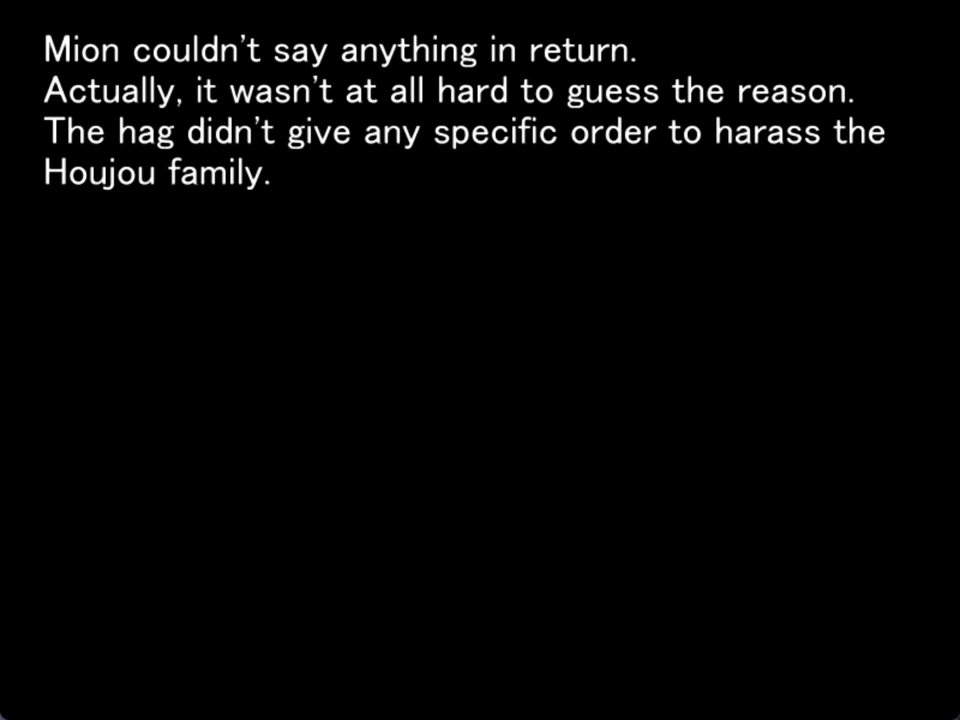 Mion couldn't say anything in return.
Actually, it wasn't at all hard to guess the reason.
The hag didn't give any specific order to harass the
Houjou family.